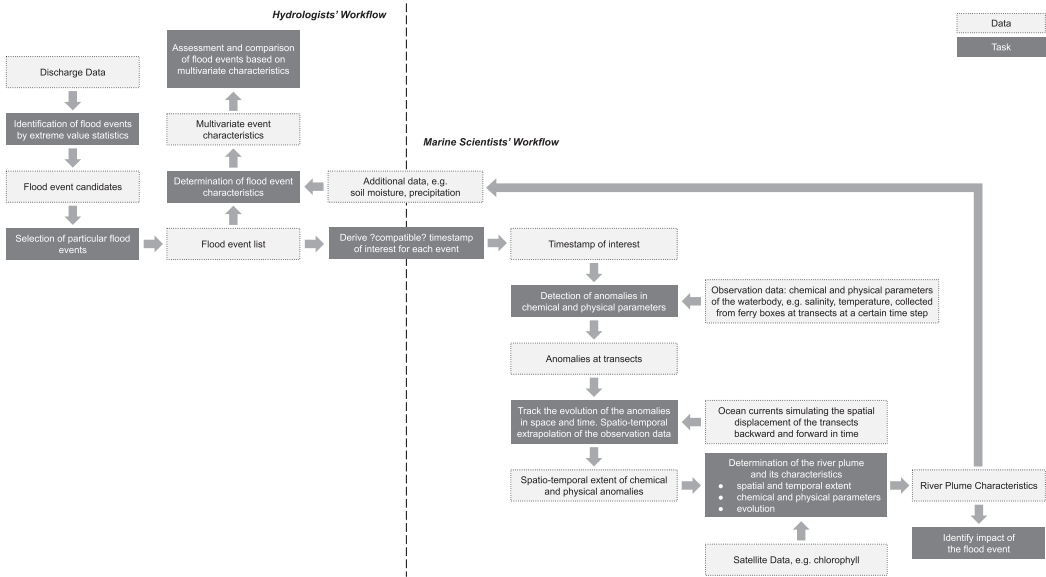 Hydrologists' Workflow
Data
Task
Discharge Data
Identification of flood events
by extreme value statistics
Flood event candidates
Selection of particular flood
events
Assessment and comparison
of flood events based on
multivariate characteristics
Multivariate event
characteristics
Determination of flood event
characteristics
Flood event list
Marine Scientists' Workflow
Additional data, e.g.
soil moisture, precipitation
Derive ?compatible? timestamp
of interest for each event
Timestamp of interest
Detection of anomalies in
chemical and physical parameters
Observation data: chemical and physical parameters
of the waterbody, e.g. salinity, temperature, collected
from ferry boxes at transects at a certain time step
Anomalies at transects
Track the evolution of the anomalies
in space and time. Spatio-temporal
extrapolation of the observation data
Ocean currents simulating the spatial
displacement of the transects
backward and forward in time
Spatio-temporal extent of chemical
and physical anomalies
Determination of the river plume
and its characteristics
● spatial and temporal extent
● chemical and physical parameters
● evolution
River Plume Characteristics
Satellite Data, e.g. chlorophyll
Identify impact of
the flood event